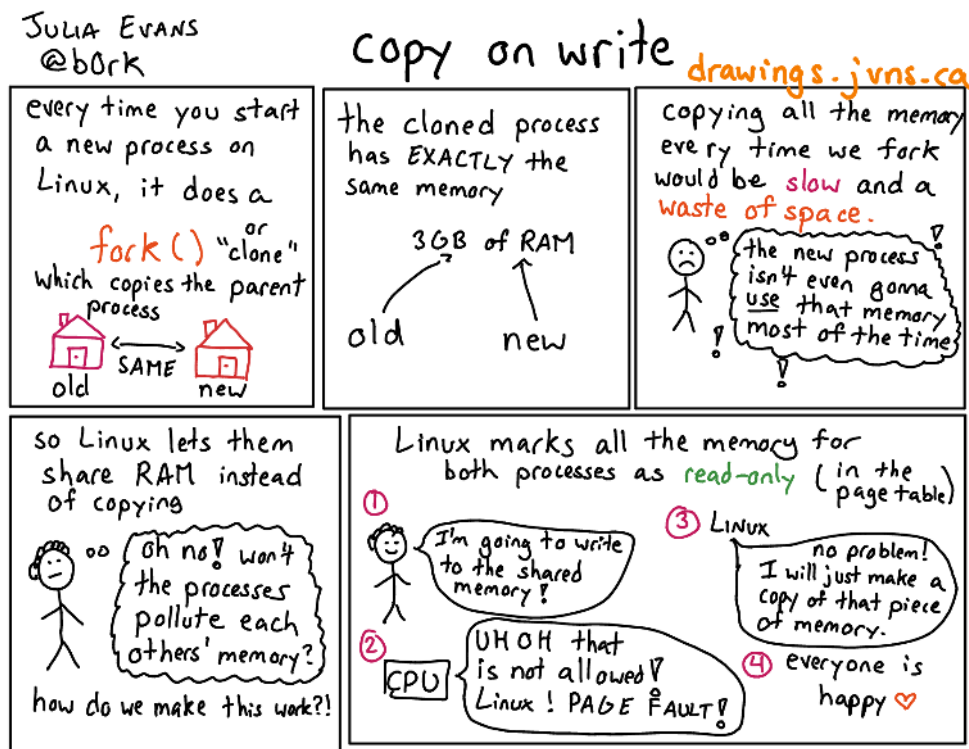 JULIA EVANS
@b0rk
copy on write
drawings.jvns.ca
every time you start
a new process on
Linux, it does a
fork() or "clone"
which copies the parent
process
SAME
old
new
the cloned process
has EXACTLY the
same memory
3GB of RAM
old
new
copying all the memory
every time we fork
would be slow and a
waste of space.
the new process
isn't even gonna
use that memory
most of the time
so Linux lets them
share RAM instead
of copying
oh no! won't
the processes
pollute each
others' memory?
how do we make this work?!
Linux marks all the memory for
both processes as read-only (in the
page table)
1
I'm going to write
to the shared
memory!
2
CPU
UH OH that
is not allowed!
Linux! PAGE FAULT!
3 LINUX
no problem!
I will just make a
copy of that piece
of memory.
4 everyone is
happy ♡